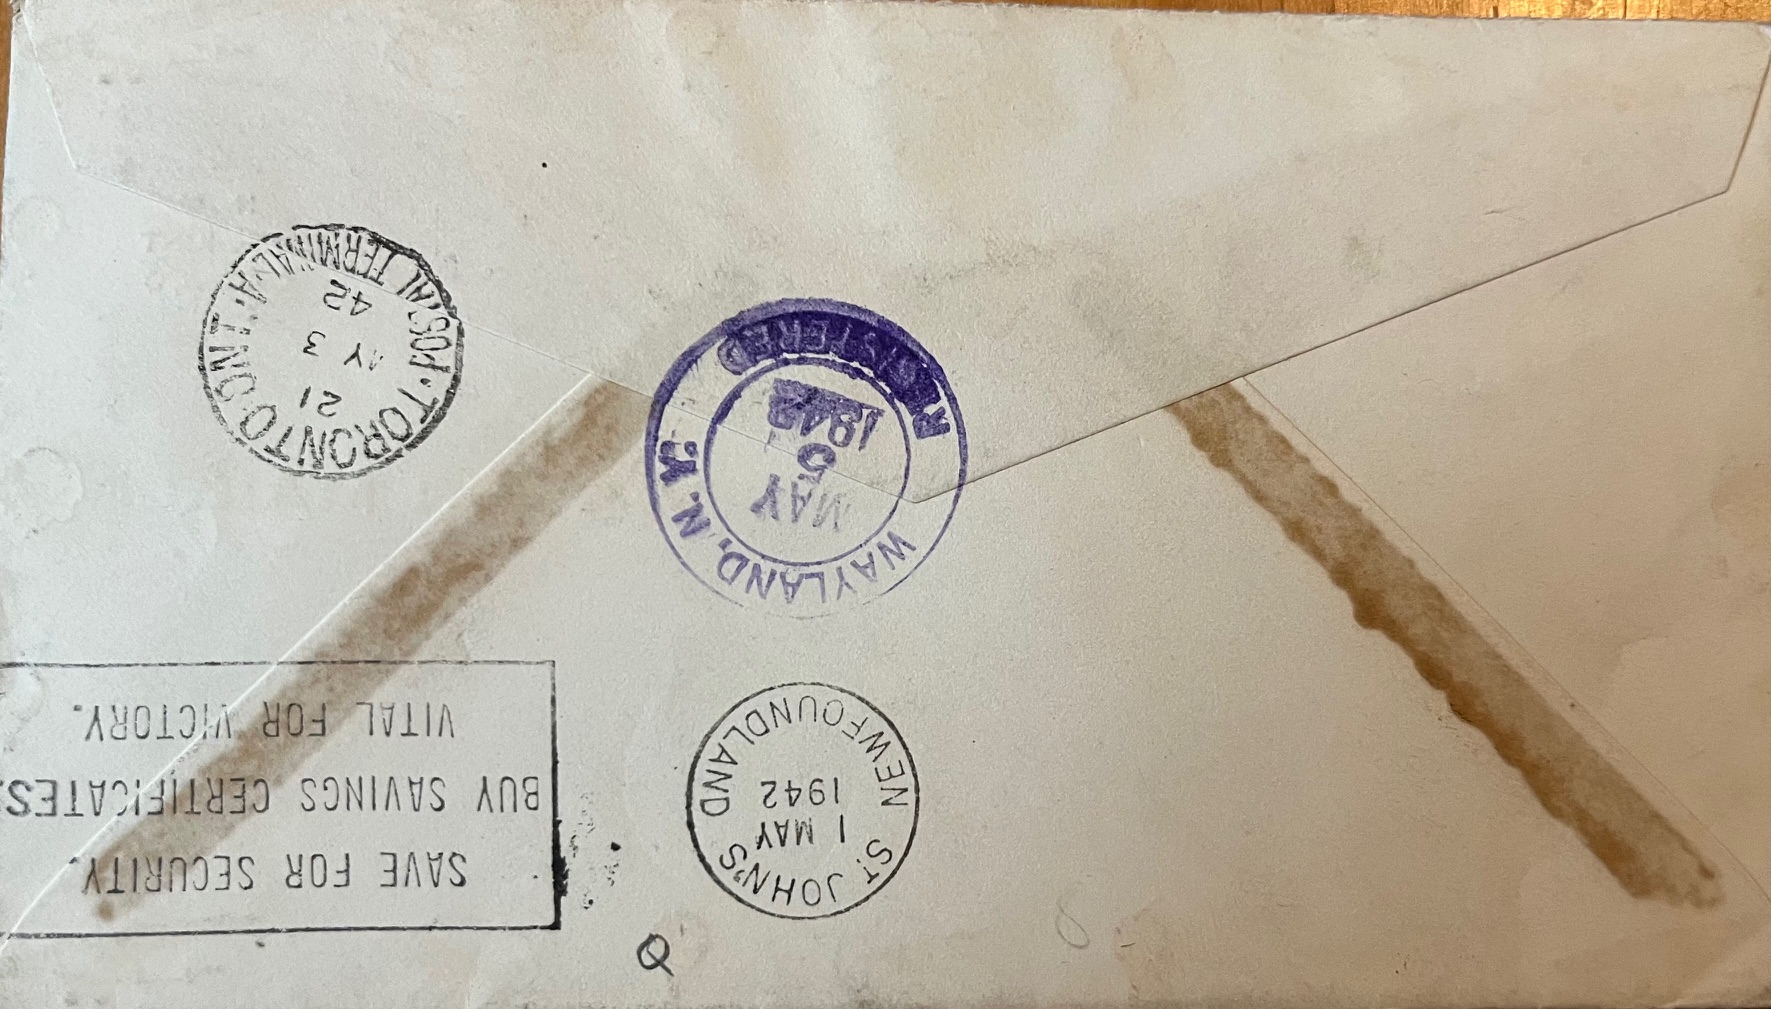 ST JOHN'S
1 MAY
1942
NEWFOUNDLAND
SAVE FOR SECURITY.
BUY SAVINGS CERTIFICATES.
VITAL FOR VICTORY.
WAYLAND, N.Y.
MAY
5
1942
REGISTERED
TORONTO, ONT.
21
MY 3
42
POSTAL TERMINAL A.
Q